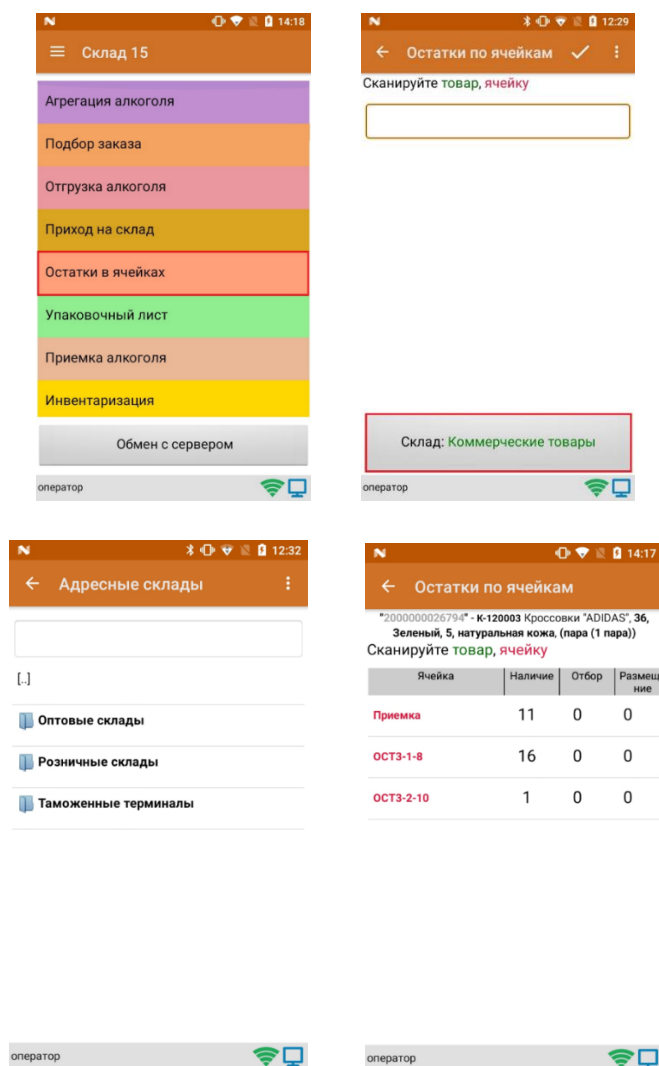 14:18
Склад 15
Агрегация алкоголя
Подбор заказа
Отгрузка алкоголя
Приход на склад
Остатки в ячейках
Упаковочный лист
Приемка алкоголя
Инвентаризация
Обмен с сервером
оператор
12:29
Остатки по ячейкам
Сканируйте товар, ячейку
Склад: Коммерческие товары
оператор
12:32
Адресные склады
[..]
Оптовые склады
Розничные склады
Таможенные терминалы
оператор
14:17
Остатки по ячейкам
"2000000026794" - К-120003 Кроссовки "ADIDAS", 36,
Зеленый, 5, натуральная кожа, (пара (1 пара))
Сканируйте товар, ячейку
Ячейка Наличие Отбор Размещ
ние
Приемка 11 0 0
ОСТ3-1-8 16 0 0
ОСТ3-2-10 1 0 0
оператор